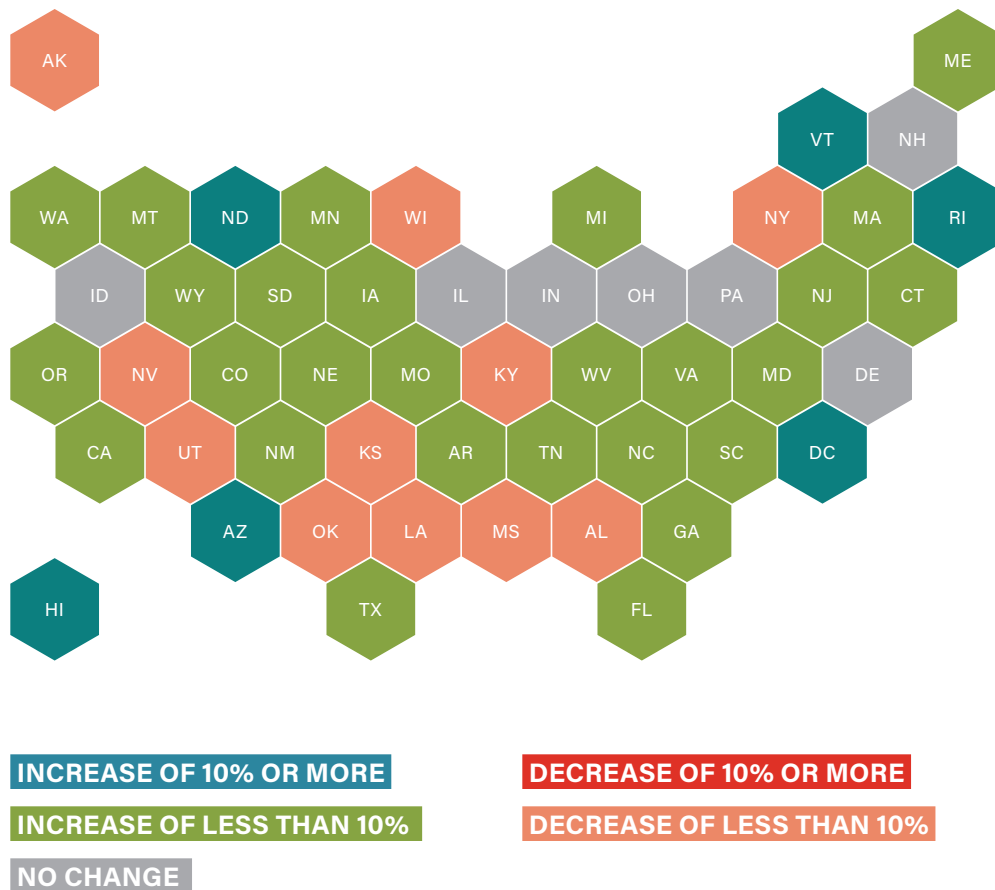 AK ME
VT NH
WA MT ND MN WI MI NY MA RI
ID WY SD IA IL IN OH PA NJ CT
OR NV CO NE MO KY WV VA MD DE
CA UT NM KS AR TN NC SC DC
AZ OK LA MS AL GA
HI TX FL
INCREASE OF 10% OR MORE
DECREASE OF 10% OR MORE
INCREASE OF LESS THAN 10%
DECREASE OF LESS THAN 10%
NO CHANGE